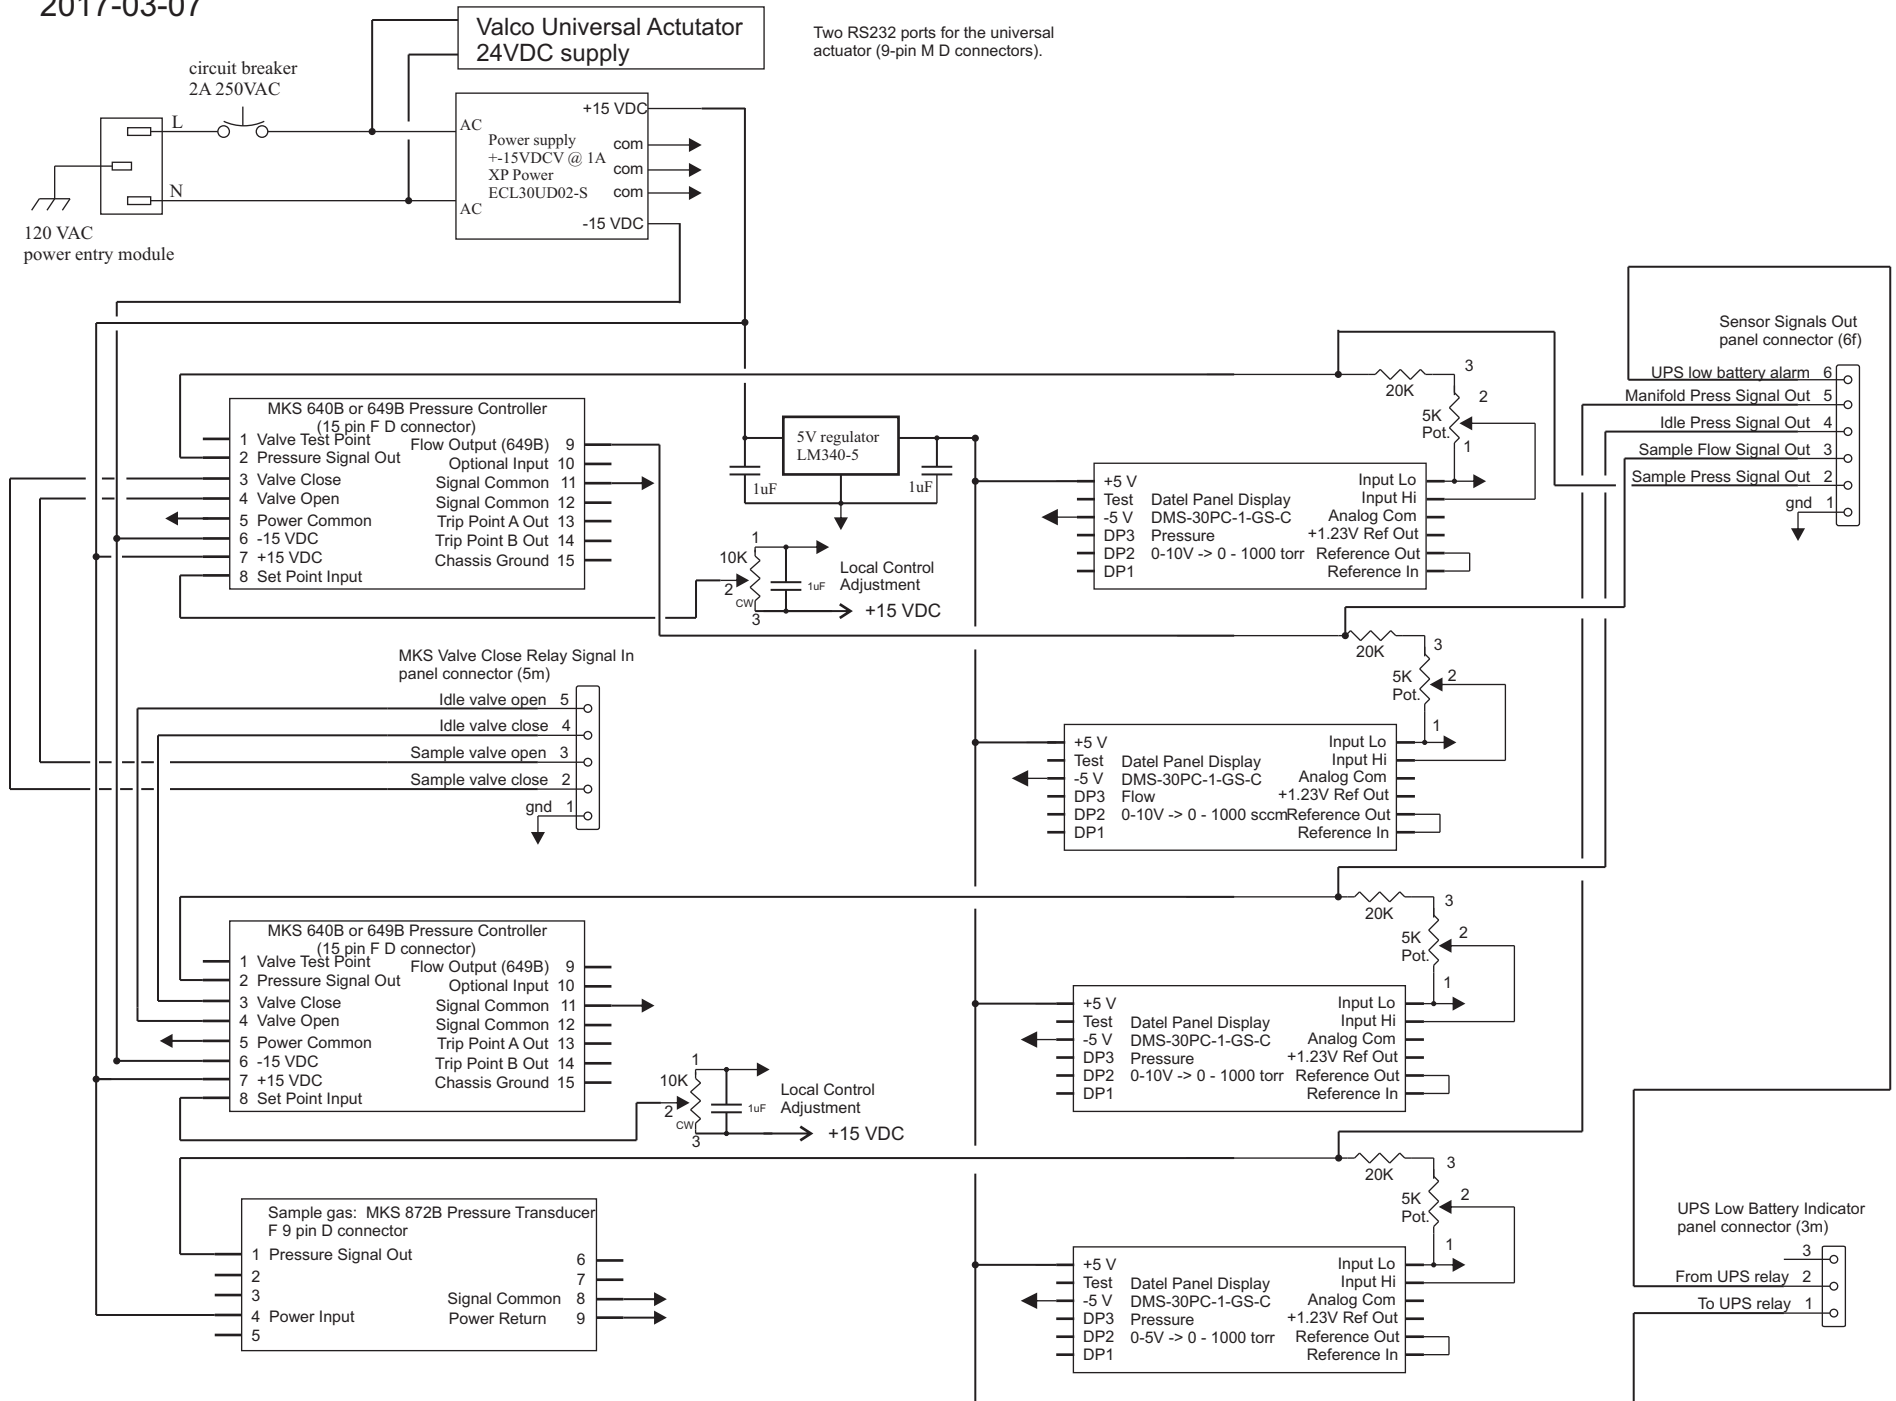 2017-03-07
Valco Universal Actutator
24VDC supply
Two RS232 ports for the universal
actuator (9-pin M D connectors).
circuit breaker
2A 250VAC
L
N
120 VAC
power entry module
AC
AC
Power supply
+-15VDCV @ 1A
XP Power
ECL30UD02-S
+15 VDC
com
com
com
-15 VDC
Sensor Signals Out
panel connector (6f)
UPS low battery alarm 6
Manifold Press Signal Out 5
Idle Press Signal Out 4
Sample Flow Signal Out 3
Sample Press Signal Out 2
gnd 1
MKS 640B or 649B Pressure Controller
(15 pin F D connector)
1 Valve Test Point
2 Pressure Signal Out
3 Valve Close
4 Valve Open
5 Power Common
6 -15 VDC
7 +15 VDC
8 Set Point Input
Flow Output (649B) 9
Optional Input 10
Signal Common 11
Signal Common 12
Trip Point A Out 13
Trip Point B Out 14
Chassis Ground 15
5V regulator
LM340-5
1uF
1uF
1
10K
2
CW
3
1uF
Local Control
Adjustment
+15 VDC
20K
3
5K
Pot.
2
1
+5 V
Test
-5 V
DP3
DP2
DP1
Datel Panel Display
DMS-30PC-1-GS-C
Pressure
0-10V -> 0 - 1000 torr
Input Lo
Input Hi
Analog Com
+1.23V Ref Out
Reference Out
Reference In
MKS Valve Close Relay Signal In
panel connector (5m)
Idle valve open 5
Idle valve close 4
Sample valve open 3
Sample valve close 2
gnd 1
20K
3
5K
Pot.
2
1
+5 V
Test
-5 V
DP3
DP2
DP1
Datel Panel Display
DMS-30PC-1-GS-C
Flow
0-10V -> 0 - 1000 sccm
Input Lo
Input Hi
Analog Com
+1.23V Ref Out
Reference Out
Reference In
MKS 640B or 649B Pressure Controller
(15 pin F D connector)
1 Valve Test Point
2 Pressure Signal Out
3 Valve Close
4 Valve Open
5 Power Common
6 -15 VDC
7 +15 VDC
8 Set Point Input
Flow Output (649B) 9
Optional Input 10
Signal Common 11
Signal Common 12
Trip Point A Out 13
Trip Point B Out 14
Chassis Ground 15
1
10K
2
CW
3
1uF
Local Control
Adjustment
+15 VDC
20K
3
5K
Pot.
2
1
+5 V
Test
-5 V
DP3
DP2
DP1
Datel Panel Display
DMS-30PC-1-GS-C
Pressure
0-10V -> 0 - 1000 torr
Input Lo
Input Hi
Analog Com
+1.23V Ref Out
Reference Out
Reference In
Sample gas: MKS 872B Pressure Transducer
F 9 pin D connector
1 Pressure Signal Out
2
3
4 Power Input
5
6
7
Signal Common 8
Power Return 9
20K
3
5K
Pot.
2
1
+5 V
Test
-5 V
DP3
DP2
DP1
Datel Panel Display
DMS-30PC-1-GS-C
Pressure
0-5V -> 0 - 1000 torr
Input Lo
Input Hi
Analog Com
+1.23V Ref Out
Reference Out
Reference In
UPS Low Battery Indicator
panel connector (3m)
3
From UPS relay 2
To UPS relay 1